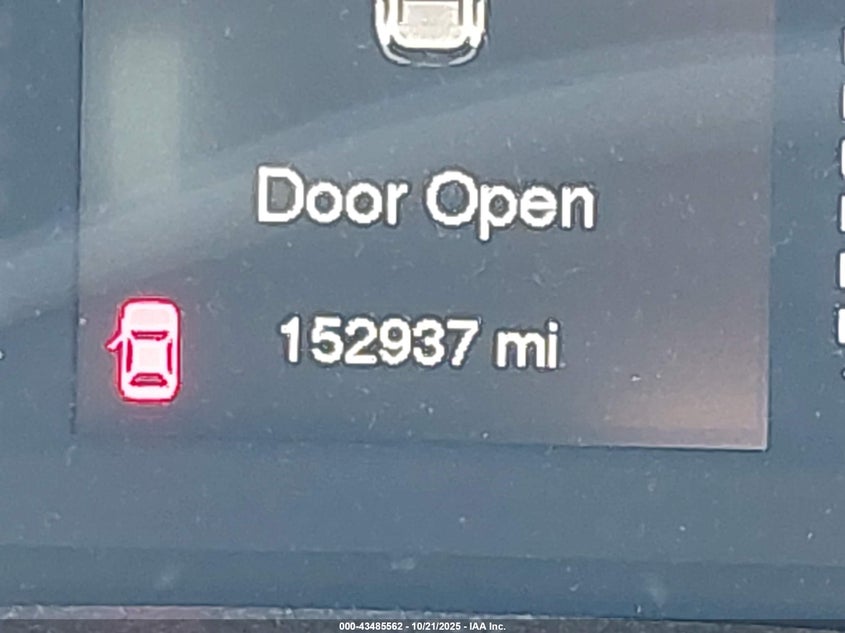 Door Open
152937 mi
000-43485562 - 10/21/2025 - IAA Inc.